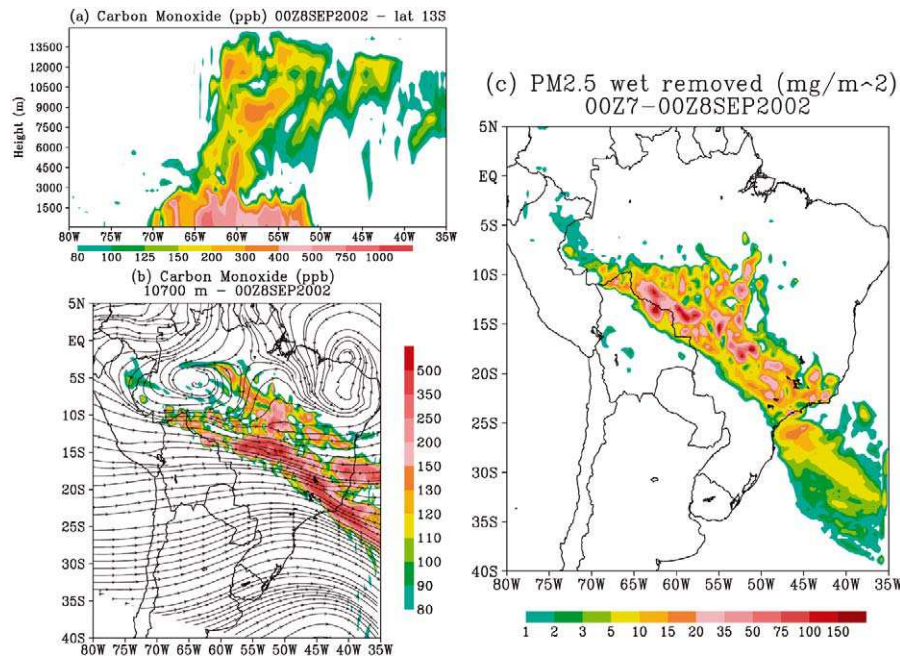 (a) Carbon Monoxide (ppb) 00Z8SEP2002 - lat 13S
Height (m)
13500
12000
10500
9000
7500
6000
4500
3000
1500
80W 75W 70W 65W 60W 55W 50W 45W 40W 35W
80 100 125 150 200 300 400 500 750 1000
(b) Carbon Monoxide (ppb)
10700 m - 00Z8SEP2002
5N
EQ
5S
10S
15S
20S
25S
30S
35S
40S
80W 75W 70W 65W 60W 55W 50W 45W 40W 35W
500
350
250
200
150
130
120
110
100
90
80
(c) PM2.5 wet removed (mg/m^2)
00Z7-00Z8SEP2002
5N
EQ
5S
10S
15S
20S
25S
30S
35S
40S
80W 75W 70W 65W 60W 55W 50W 45W 40W 35W
1 2 3 5 10 15 20 35 50 75 100 150